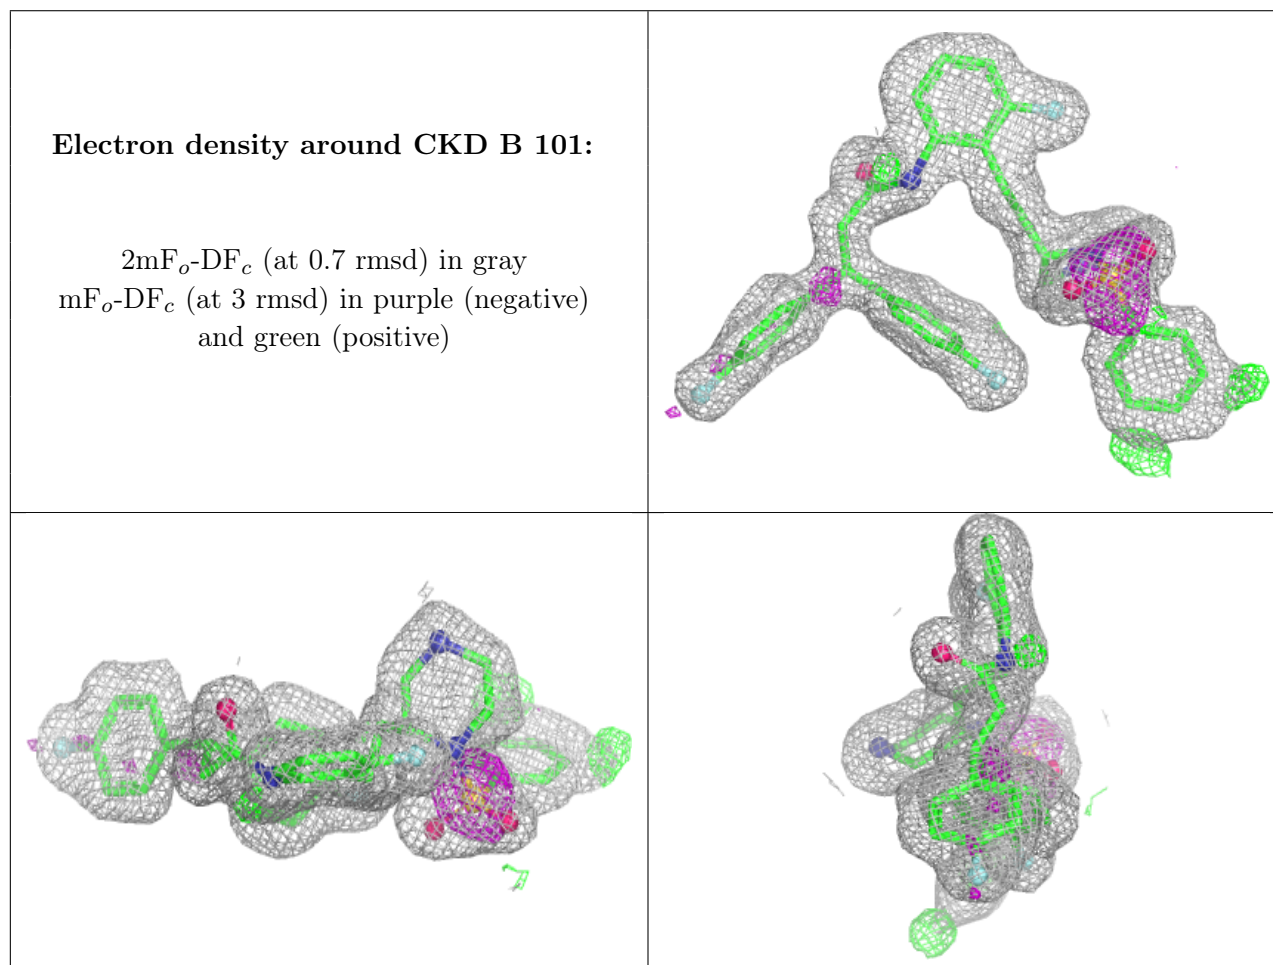 Electron density around CKD B 101:
2mFo-DFc (at 0.7 rmsd) in gray
mFo-DFc (at 3 rmsd) in purple (negative)
and green (positive)